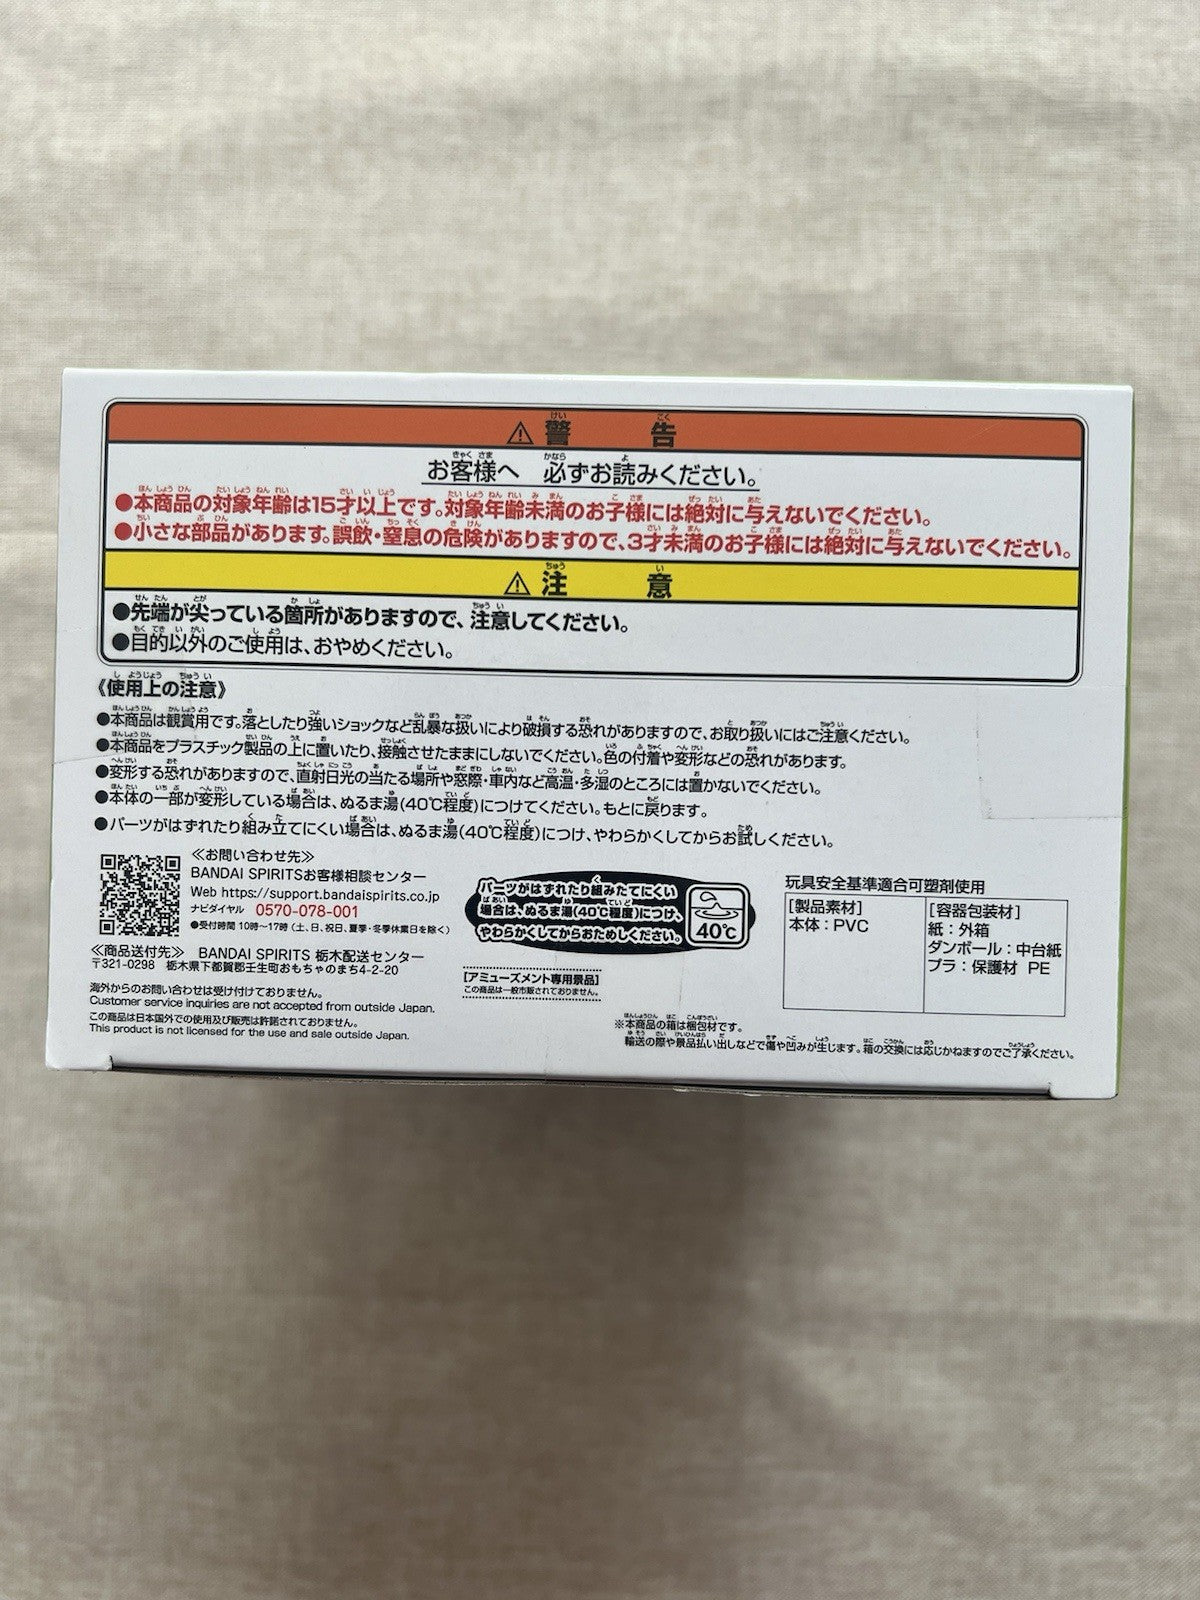 ⚠警告
お客様へ 必ずお読みください。
●本商品の対象年齢は15才以上です。対象年齢未満のお子様には絶対に与えないでください。
●小さな部品があります。誤飲・窒息の危険がありますので、3才未満のお子様には絶対に与えないでください。
⚠注意
●先端が尖っている箇所がありますので、注意してください。
●目的以外のご使用は、おやめください。
《使用上の注意》
●本商品は観賞用です。落としたり強いショックなど乱暴な扱いにより破損する恐れがありますので、お取り扱いにはご注意ください。
●本商品をプラスチック製品の上に置いたり、接触させたままにしないでください。色の付着や変形などの恐れがあります。
●変形する恐れがありますので、直射日光の当たる場所や窓際・車内など高温・多湿のところには置かないでください。
●本体の一部が変形している場合は、ぬるま湯(40℃程度)につけてください。もとに戻ります。
●パーツがはずれたり組み立てにくい場合は、ぬるま湯(40℃程度)につけ、やわらかくしてからお試しください。
≪お問い合わせ先≫
BANDAI SPIRITSお客様相談センター
Web https://support.bandaispirits.co.jp
ナビダイヤル 0570-078-001
●受付時間 10時〜17時(土、日、祝日、夏季・冬季休業日を除く)
≪商品送付先≫ BANDAI SPIRITS 栃木配送センター
〒321-0298 栃木県下都賀郡壬生町おもちゃのまち4-2-20
海外からのお問い合わせは受け付けておりません。
Customer service inquiries are not accepted from outside Japan.
この商品は日本国外での使用及び販売は許諾されておりません。
This product is not licensed for the use and sale outside Japan.
パーツがはずれたり組みたてにくい
場合は、ぬるま湯(40℃程度)につけ、
やわらかくしてからおためしください。
40℃
[アミューズメント専用景品]
この商品は一般市販されておりません。
玩具安全基準適合可塑剤使用
[製品素材]
本体：PVC
[容器包装材]
紙：外箱
ダンボール：中台紙
プラ：保護材 PE
※本商品の箱は梱包材です。
輸送の際や景品払い出しなどで傷や凹みが生じます。箱の交換には応じかねますのでご了承ください。